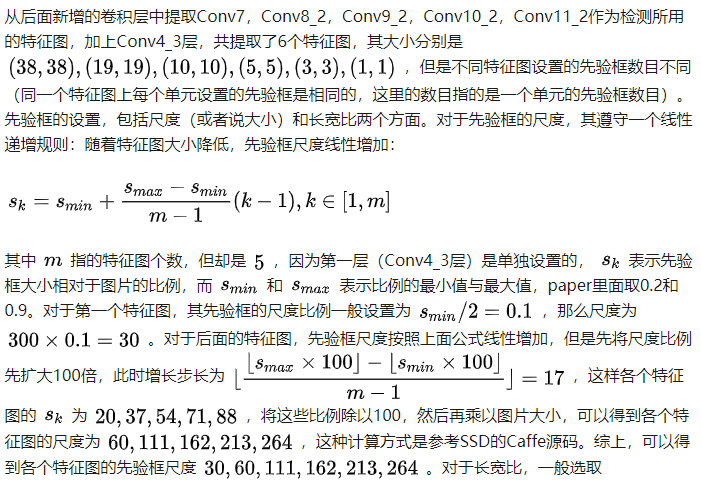 从后面新增的卷积层中提取Conv7，Conv8_2，Conv9_2，Conv10_2，Conv11_2作为检测所用
的特征图，加上Conv4_3层，共提取了6个特征图，其大小分别是
(38, 38), (19, 19), (10, 10), (5, 5), (3, 3), (1, 1) ，但是不同特征图设置的先验框数目不同
（同一个特征图上每个单元设置的先验框是相同的，这里的数目指的是一个单元的先验框数目）。
先验框的设置，包括尺度（或者说大小）和长宽比两个方面。对于先验框的尺度，其遵守一个线性
递增规则：随着特征图大小降低，先验框尺度线性增加：
s_k = s_{min} + \frac{s_{max} - s_{min}}{m - 1}(k - 1), k ∈ [1, m]
其中 m 指的特征图个数，但却是 5 ，因为第一层（Conv4_3层）是单独设置的， s_k 表示先验
框大小相对于图片的比例，而 s_{min} 和 s_{max} 表示比例的最小值与最大值，paper里面取0.2和
0.9。对于第一个特征图，其先验框的尺度比例一般设置为 s_{min}/2 = 0.1 ，那么尺度为
300 × 0.1 = 30 。对于后面的特征图，先验框尺度按照上面公式线性增加，但是先将尺度比例
先扩大100倍，此时增长步长为 ⌊\frac{⌊s_{max} × 100⌋ - ⌊s_{min} × 100⌋}{m - 1}⌋ = 17 ，这样各个特征
图的 s_k 为 20, 37, 54, 71, 88 ，将这些比例除以100，然后再乘以图片大小，可以得到各个特
征图的尺度为 60, 111, 162, 213, 264 ，这种计算方式是参考SSD的Caffe源码。综上，可以得
到各个特征图的先验框尺度 30, 60, 111, 162, 213, 264 。对于长宽比，一般选取